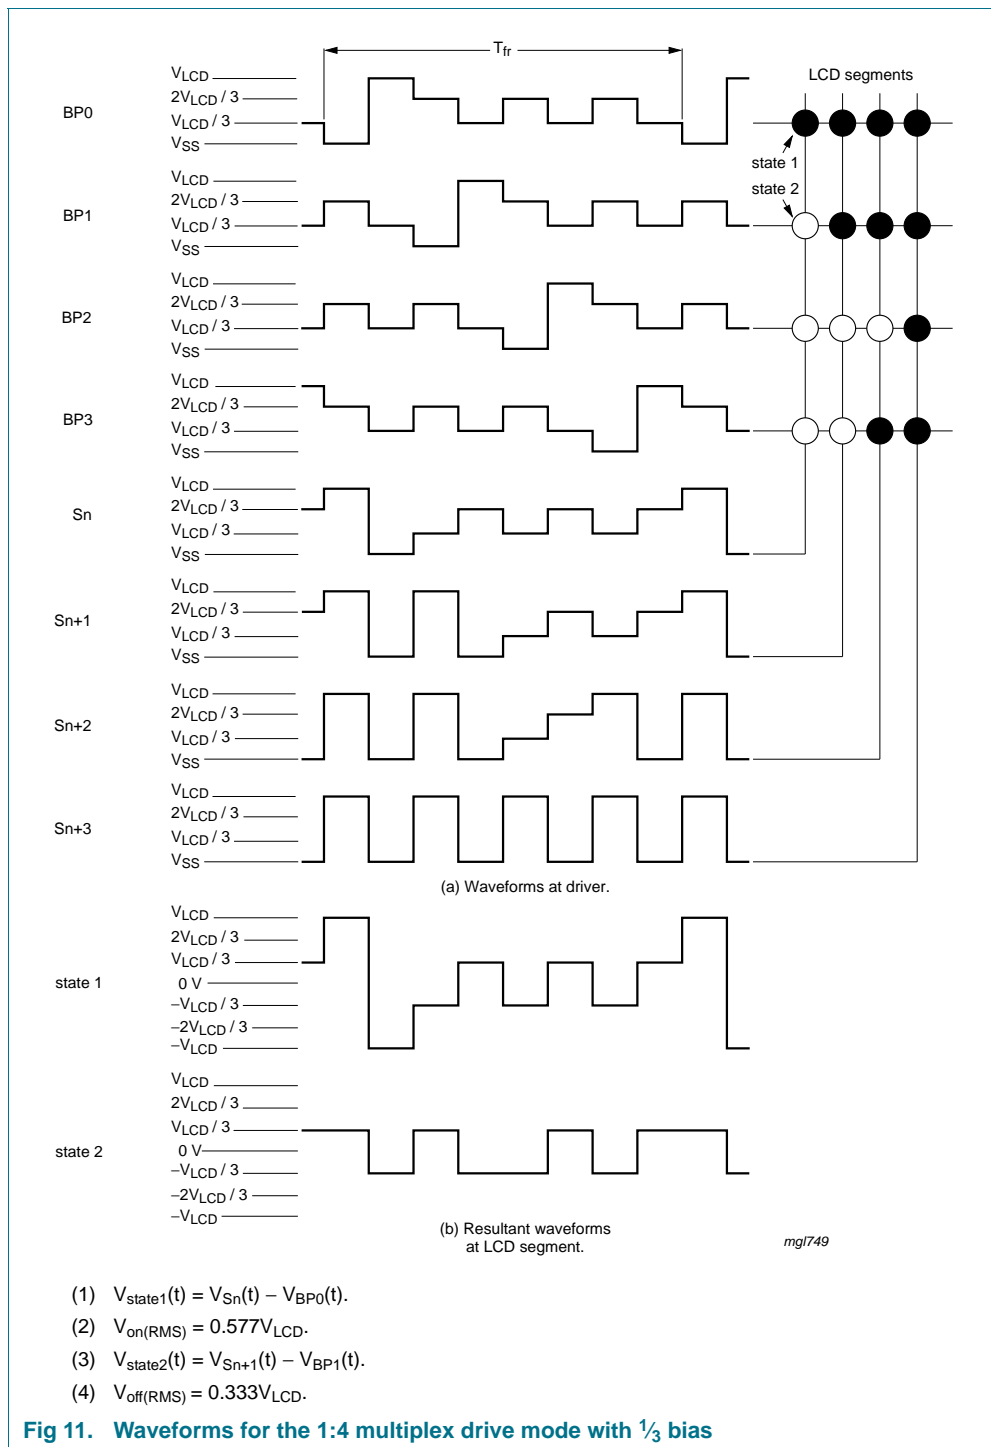 Tfr
LCD segments
BP0
VLCD
2VLCD / 3
VLCD / 3
VSS
state 1
state 2
BP1
VLCD
2VLCD / 3
VLCD / 3
VSS
BP2
VLCD
2VLCD / 3
VLCD / 3
VSS
BP3
VLCD
2VLCD / 3
VLCD / 3
VSS
Sn
VLCD
2VLCD / 3
VLCD / 3
VSS
Sn+1
VLCD
2VLCD / 3
VLCD / 3
VSS
Sn+2
VLCD
2VLCD / 3
VLCD / 3
VSS
Sn+3
VLCD
2VLCD / 3
VLCD / 3
VSS
(a) Waveforms at driver.
state 1
VLCD
2VLCD / 3
VLCD / 3
0 V
−VLCD / 3
−2VLCD / 3
−VLCD
state 2
VLCD
2VLCD / 3
VLCD / 3
0 V
−VLCD / 3
−2VLCD / 3
−VLCD
(b) Resultant waveforms
at LCD segment.
mgl749
(1) Vstate1(t) = VSn(t) − VBP0(t).
(2) Von(RMS) = 0.577VLCD.
(3) Vstate2(t) = VSn+1(t) − VBP1(t).
(4) Voff(RMS) = 0.333VLCD.
Fig 11. Waveforms for the 1:4 multiplex drive mode with 1⁄3 bias